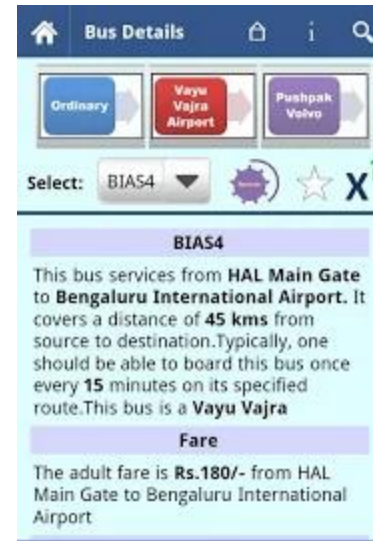 Bus Details
Ordinary
Vayu
Vajra
Airport
Pushpak
Volvo
Select: BIAS4
BIAS4
This bus services from HAL Main Gate
to Bengaluru International Airport. It
covers a distance of 45 kms from
source to destination.Typically, one
should be able to board this bus once
every 15 minutes on its specified
route.This bus is a Vayu Vajra
Fare
The adult fare is Rs.180/- from HAL
Main Gate to Bengaluru International
Airport